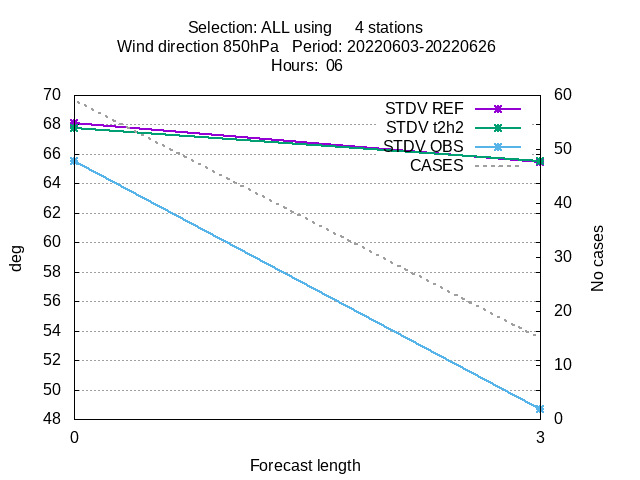 Selection: ALL using 4 stations
Wind direction 850hPa Period: 20220603-20220626
Hours: 06
70
68
66
64
62
60
58
56
54
52
50
48
60
50
40
30
20
10
0
STDV REF
STDV t2h2
STDV OBS
CASES
deg
No cases
0
3
Forecast length